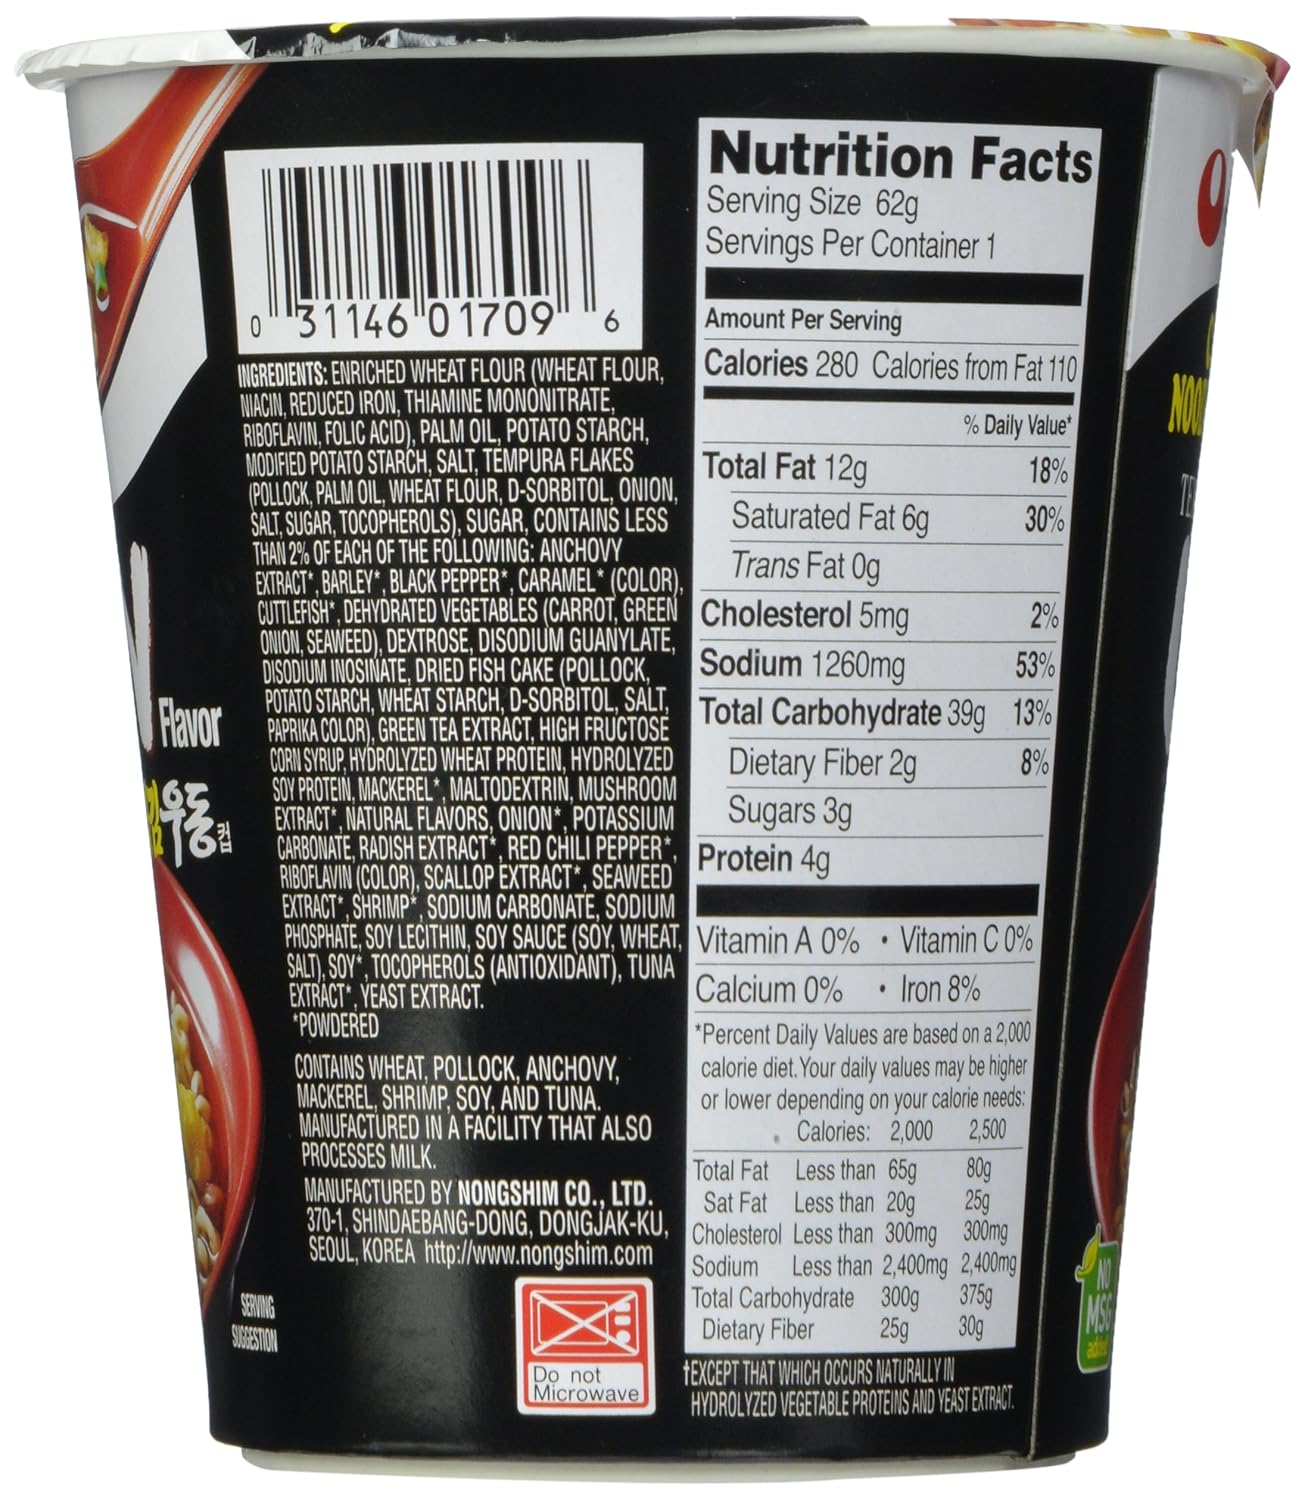 0 31146 01709 6
INGREDIENTS: ENRICHED WHEAT FLOUR (WHEAT FLOUR,
NIACIN, REDUCED IRON, THIAMINE MONONITRATE,
RIBOFLAVIN, FOLIC ACID), PALM OIL, POTATO STARCH,
MODIFIED POTATO STARCH, SALT, TEMPURA FLAKES
(POLLOCK, PALM OIL, WHEAT FLOUR, D-SORBITOL, ONION,
SALT, SUGAR, TOCOPHEROLS), SUGAR, CONTAINS LESS
THAN 2% OF EACH OF THE FOLLOWING: ANCHOVY
EXTRACT*, BARLEY*, BLACK PEPPER*, CARAMEL* (COLOR),
CUTTLEFISH*, DEHYDRATED VEGETABLES (CARROT, GREEN
ONION, SEAWEED), DEXTROSE, DISODIUM GUANYLATE,
DISODIUM INOSINATE, DRIED FISH CAKE (POLLOCK,
POTATO STARCH, WHEAT STARCH, D-SORBITOL, SALT,
PAPRIKA COLOR), GREEN TEA EXTRACT, HIGH FRUCTOSE
CORN SYRUP, HYDROLYZED WHEAT PROTEIN, HYDROLYZED
SOY PROTEIN, MACKEREL*, MALTODEXTRIN, MUSHROOM
EXTRACT*, NATURAL FLAVORS, ONION*, POTASSIUM
CARBONATE, RADISH EXTRACT*, RED CHILI PEPPER*,
RIBOFLAVIN (COLOR), SCALLOP EXTRACT*, SEAWEED
EXTRACT*, SHRIMP*, SODIUM CARBONATE, SODIUM
PHOSPHATE, SOY LECITHIN, SOY SAUCE (SOY, WHEAT,
SALT), SOY*, TOCOPHEROLS (ANTIOXIDANT), TUNA
EXTRACT*, YEAST EXTRACT.
*POWDERED
CONTAINS WHEAT, POLLOCK, ANCHOVY,
MACKEREL, SHRIMP, SOY, AND TUNA.
MANUFACTURED IN A FACILITY THAT ALSO
PROCESSES MILK.
MANUFACTURED BY NONGSHIM CO., LTD.
370-1, SHINDAEBANG-DONG, DONGJAK-KU,
SEOUL, KOREA http://www.nongshim.com
Do not
Microwave
Flavor
우동
컵
SERVING
SUGGESTION
Nutrition Facts
Serving Size 62g
Servings Per Container 1
Amount Per Serving
Calories 280 Calories from Fat 110
% Daily Value*
Total Fat 12g 18%
Saturated Fat 6g 30%
Trans Fat 0g
Cholesterol 5mg 2%
Sodium 1260mg 53%
Total Carbohydrate 39g 13%
Dietary Fiber 2g 8%
Sugars 3g
Protein 4g
Vitamin A 0% • Vitamin C 0%
Calcium 0% • Iron 8%
*Percent Daily Values are based on a 2,000
calorie diet. Your daily values may be higher
or lower depending on your calorie needs:
Calories: 2,000 2,500
Total Fat Less than 65g 80g
Sat Fat Less than 20g 25g
Cholesterol Less than 300mg 300mg
Sodium Less than 2,400mg 2,400mg
Total Carbohydrate 300g 375g
Dietary Fiber 25g 30g
†EXCEPT THAT WHICH OCCURS NATURALLY IN
HYDROLYZED VEGETABLE PROTEINS AND YEAST EXTRACT.
NO
MSG
added